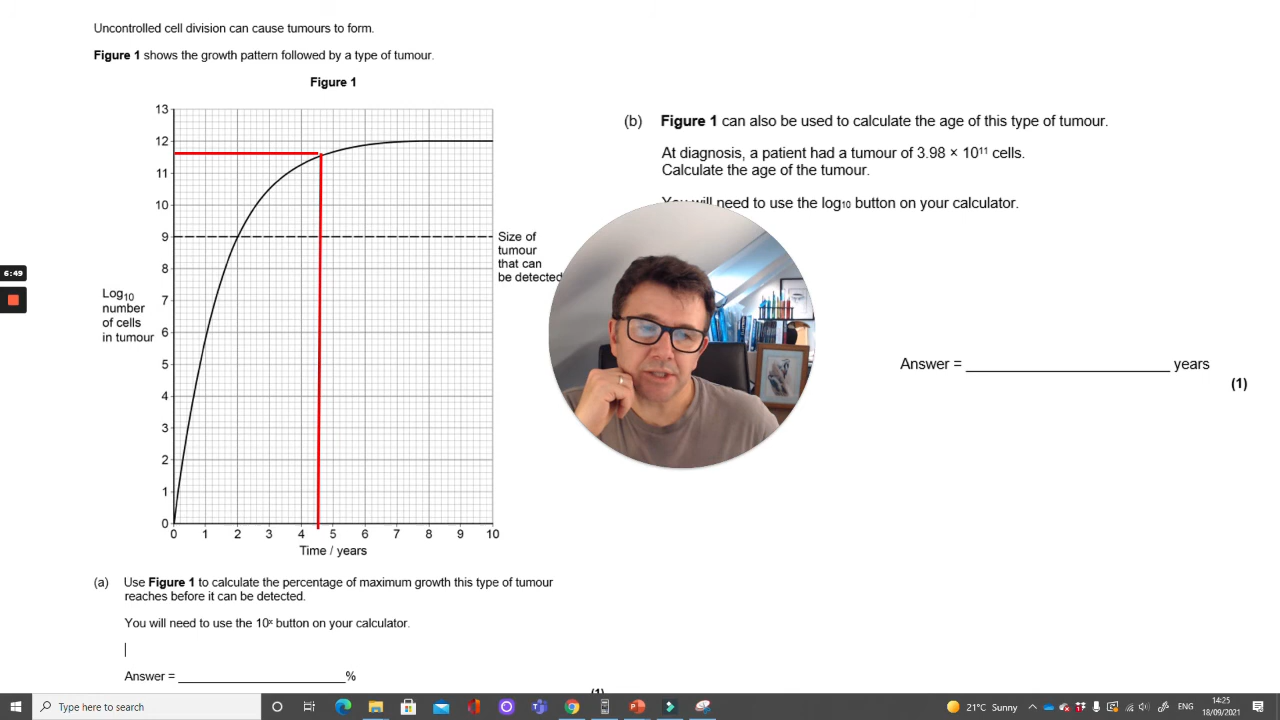 Uncontrolled cell division can cause tumours to form.
Figure 1 shows the growth pattern followed by a type of tumour.
Figure 1
13
12
11
10
9
8
7
6
5
4
3
2
1
0
Log10
number
of cells
in tumour
Size of
tumour
that can
be detected
0 1 2 3 4 5 6 7 8 9 10
Time / years
(a) Use Figure 1 to calculate the percentage of maximum growth this type of tumour
reaches before it can be detected.
You will need to use the 10ˣ button on your calculator.
Answer = ____________________ %
(1)
(b) Figure 1 can also be used to calculate the age of this type of tumour.
At diagnosis, a patient had a tumour of 3.98 × 10¹¹ cells.
Calculate the age of the tumour.
You will need to use the log₁₀ button on your calculator.
Answer = ____________________ years
(1)
6:49
Type here to search
21°C Sunny
ENG
14:25
18/09/2021